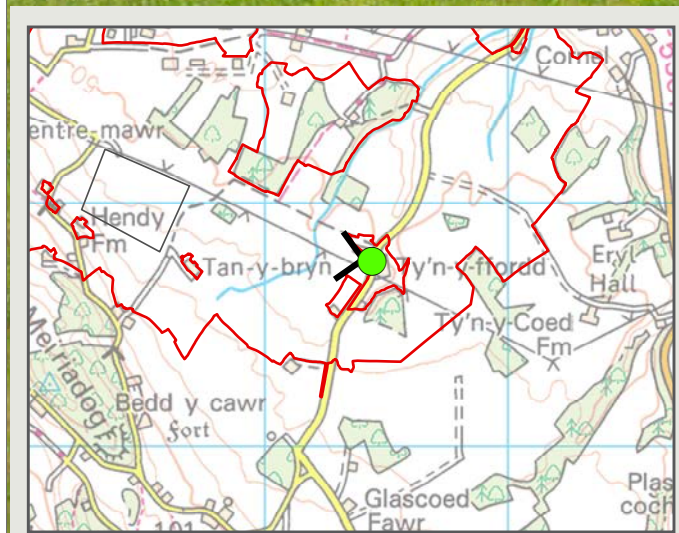 Cornel
entre-mawr
Hendy
Fm
Tan-y-bryn
Ty'n-y-ffordd
Eryl
Hall
Ty'n-y-Coed
Fm
Meiriadog
Bedd y cawr
Fort
Glascoed
Fawr
Plas
coch
101